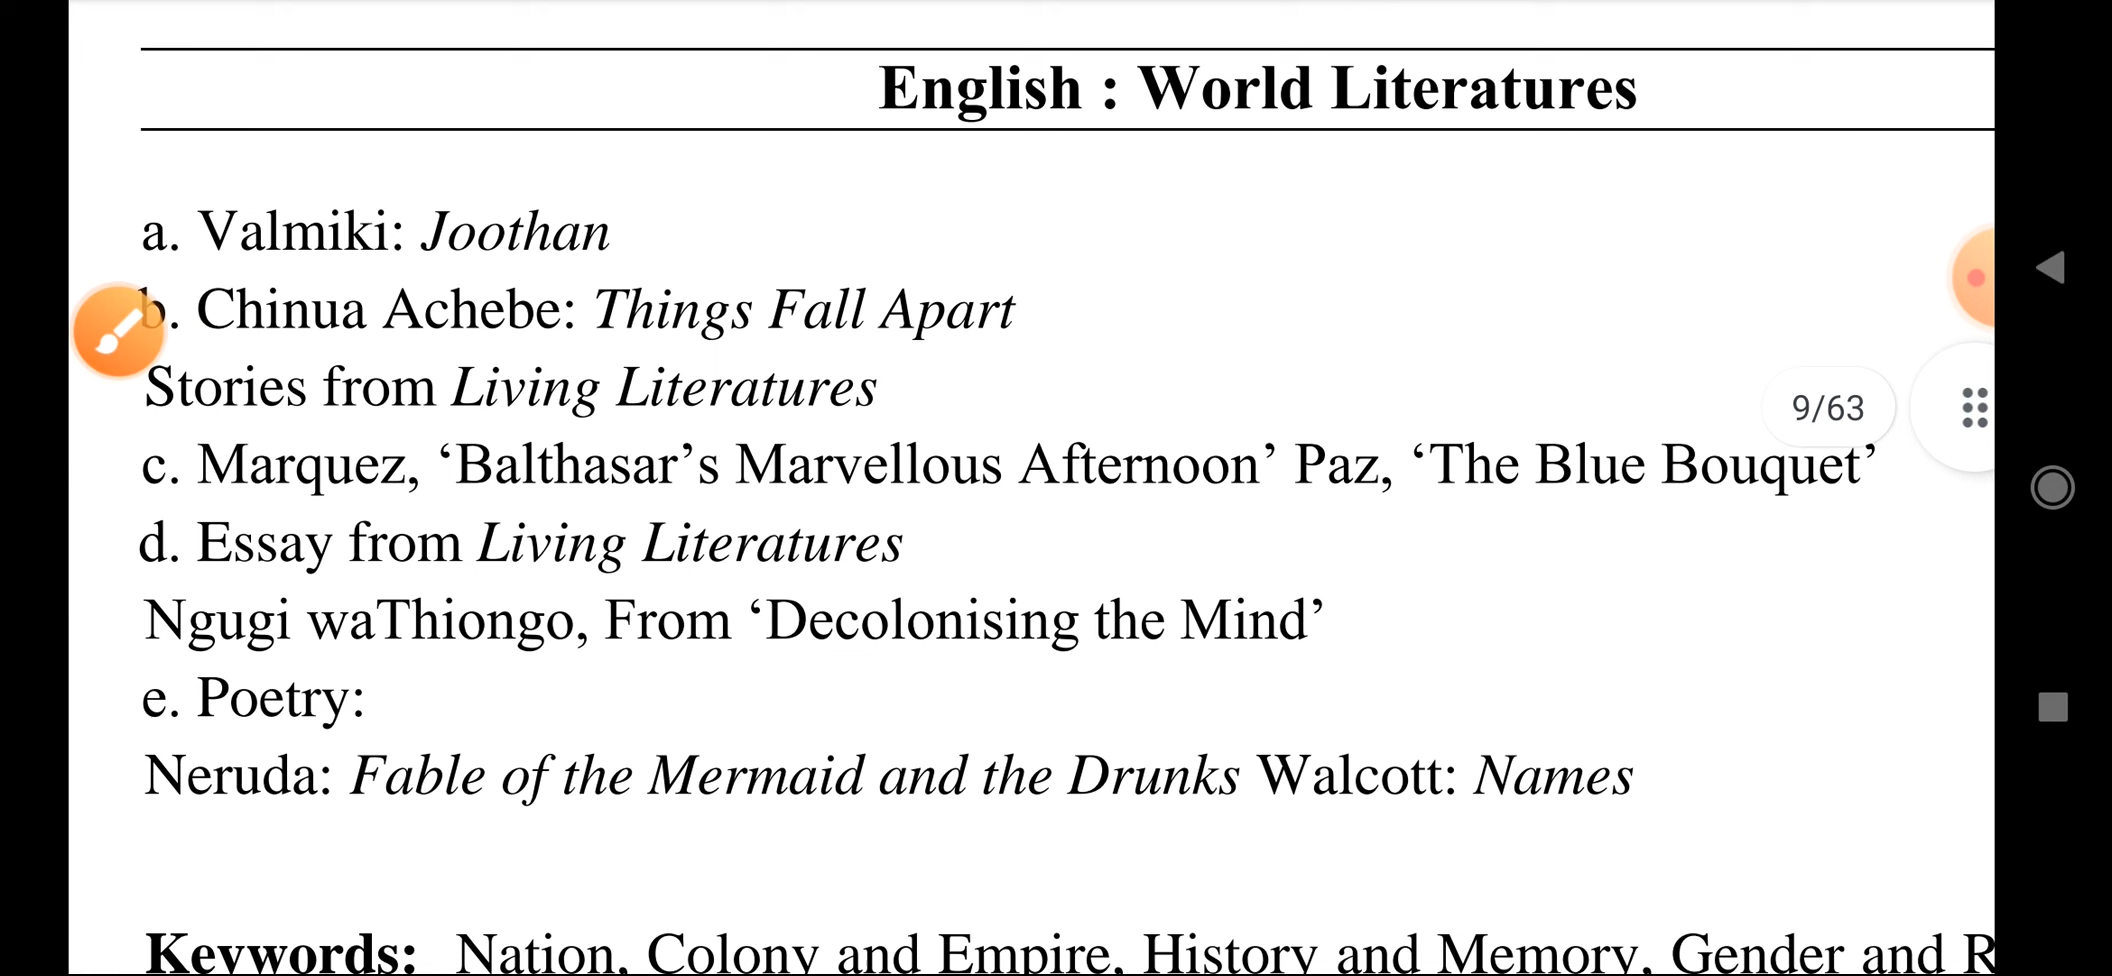 English : World Literatures
a. Valmiki: Joothan
b. Chinua Achebe: Things Fall Apart
Stories from Living Literatures
9/63
c. Marquez, ‘Balthasar’s Marvellous Afternoon’ Paz, ‘The Blue Bouquet’
d. Essay from Living Literatures
Ngugi waThiongo, From ‘Decolonising the Mind’
e. Poetry:
Neruda: Fable of the Mermaid and the Drunks Walcott: Names
Keywords: Nation, Colony and Empire, History and Memory, Gender and R